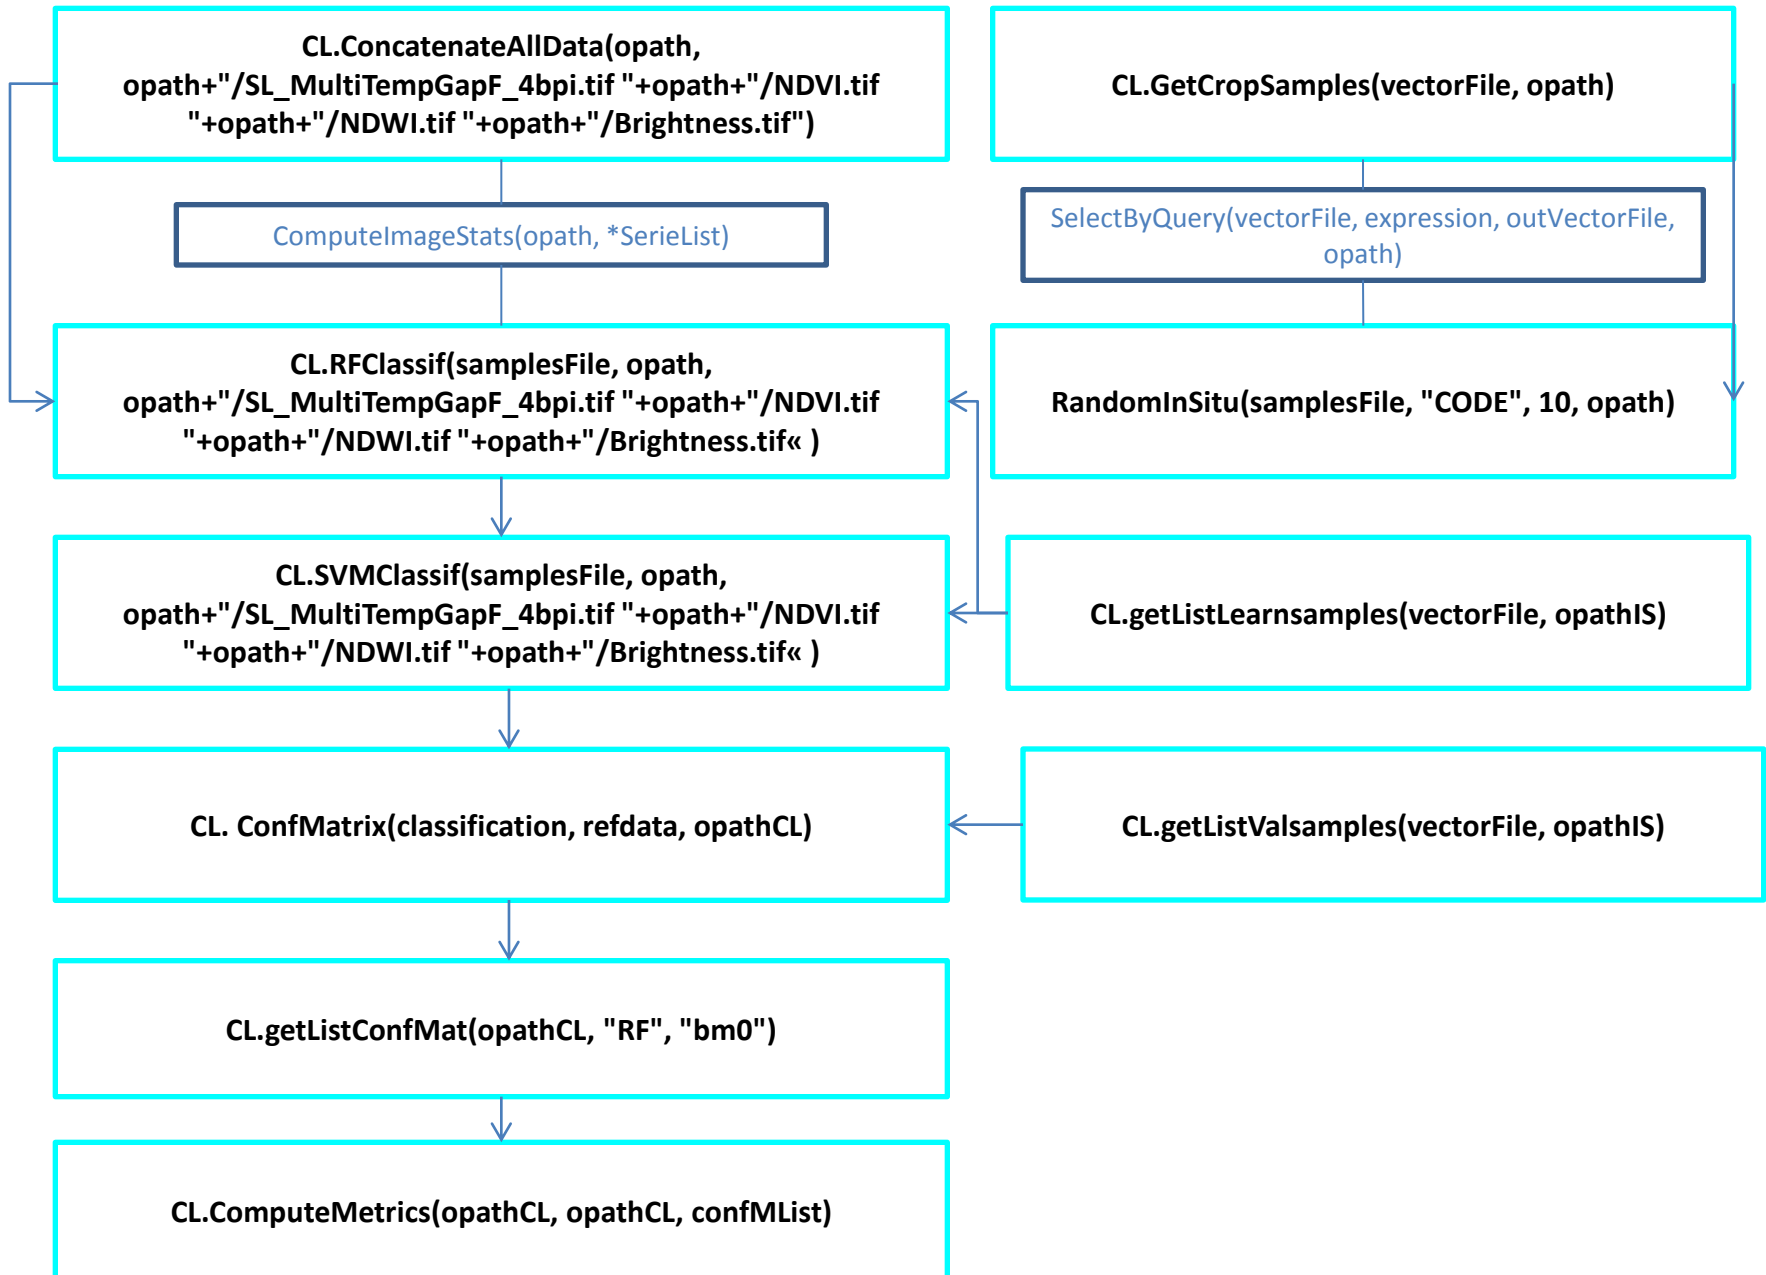 CL.ConcatenateAllData(opath,
opath+"/SL_MultiTempGapF_4bpi.tif "+opath+"/NDVI.tif
"+opath+"/NDWI.tif "+opath+"/Brightness.tif")
CL.GetCropSamples(vectorFile, opath)
ComputeImageStats(opath, *SerieList)
SelectByQuery(vectorFile, expression, outVectorFile,
opath)
CL.RFClassif(samplesFile, opath,
opath+"/SL_MultiTempGapF_4bpi.tif "+opath+"/NDVI.tif
"+opath+"/NDWI.tif "+opath+"/Brightness.tif« )
RandomInSitu(samplesFile, "CODE", 10, opath)
CL.SVMClassif(samplesFile, opath,
opath+"/SL_MultiTempGapF_4bpi.tif "+opath+"/NDVI.tif
"+opath+"/NDWI.tif "+opath+"/Brightness.tif« )
CL.getListLearnsamples(vectorFile, opathIS)
CL. ConfMatrix(classification, refdata, opathCL)
CL.getListValsamples(vectorFile, opathIS)
CL.getListConfMat(opathCL, "RF", "bm0")
CL.ComputeMetrics(opathCL, opathCL, confMList)